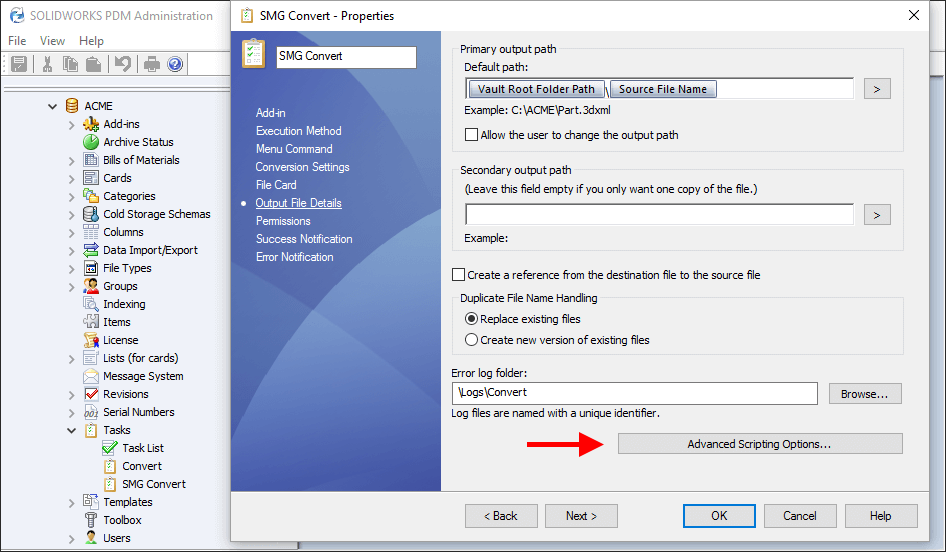 SOLIDWORKS PDM Administration
File View Help
ACME
Add-ins
Archive Status
Bills of Materials
Cards
Categories
Cold Storage Schemas
Columns
Data Import/Export
File Types
Groups
Indexing
Items
License
Lists (for cards)
Message System
Revisions
Serial Numbers
Tasks
Task List
Convert
SMG Convert
Templates
Toolbox
Users
SMG Convert - Properties
SMG Convert
Add-in
Execution Method
Menu Command
Conversion Settings
File Card
Output File Details
Permissions
Success Notification
Error Notification
Primary output path
Default path:
Vault Root Folder Path \ Source File Name
>
Example: C:\ACME\Part.3dxml
Allow the user to change the output path
Secondary output path
(Leave this field empty if you only want one copy of the file.)
>
Example:
Create a reference from the destination file to the source file
Duplicate File Name Handling
Replace existing files
Create new version of existing files
Error log folder:
\Logs\Convert
Browse...
Log files are named with a unique identifier.
Advanced Scripting Options...
< Back Next > OK Cancel Help